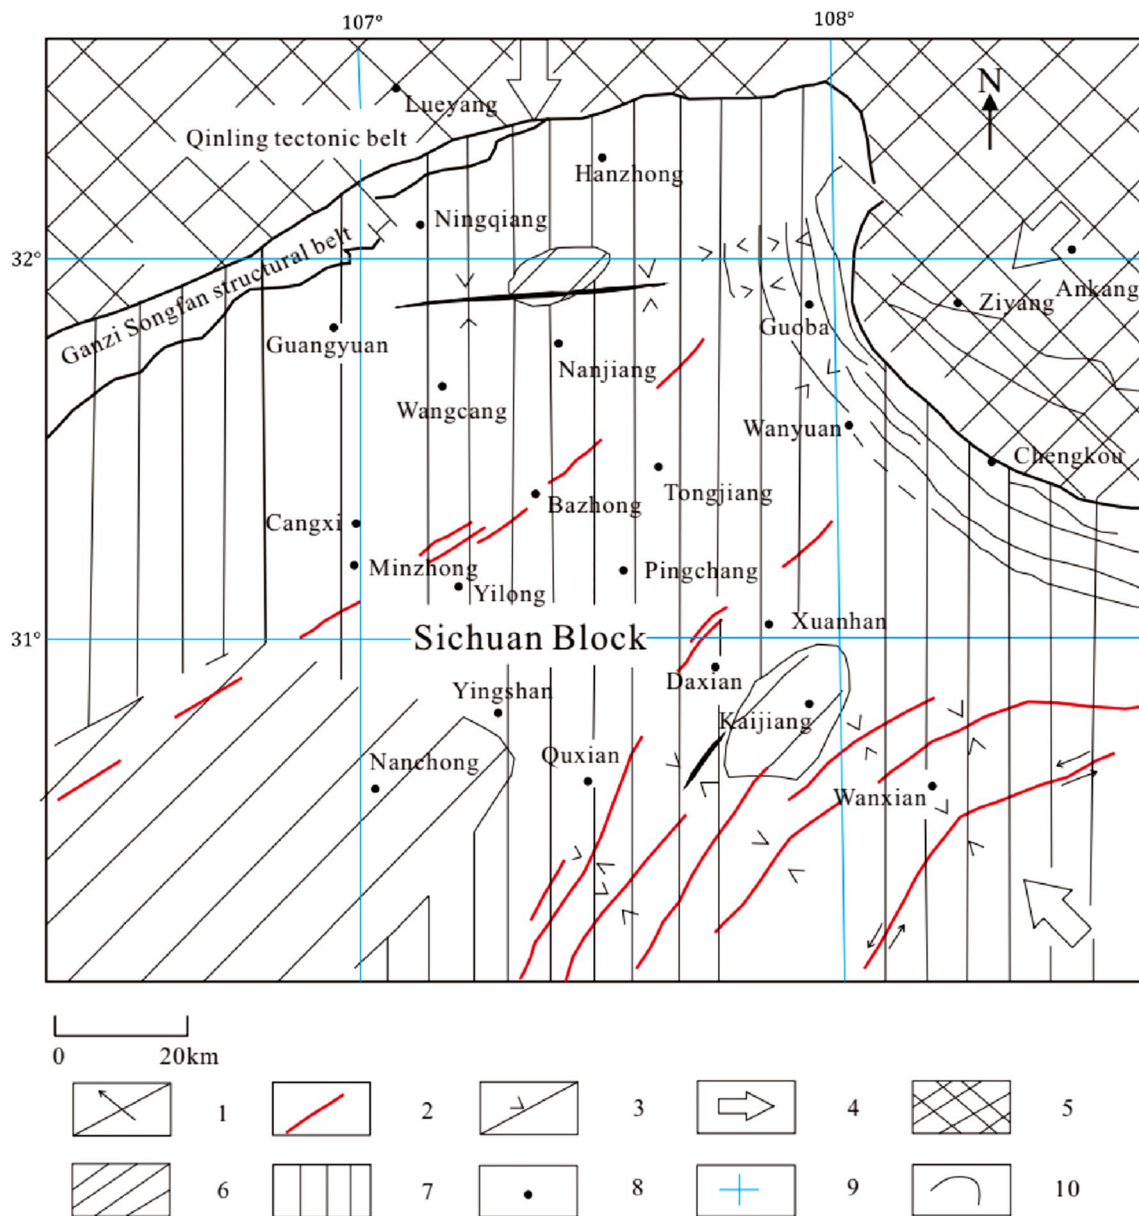 107°
108°
N
Lueyang
Qinling tectonic belt
Hanzhong
Ningqiang
32°
Ankang
Ziyang
Ganzi Songfan structural belt
Guoba
Guangyuan
Nanjiang
Wangcang
Wanyuan
Chengkou
Tongjiang
Bazhong
Cangxi
Minzhong
Pingchang
Yilong
Xuanhan
31°
Sichuan Block
Daxian
Yingshan
Kaijiang
Quxian
Nanchong
Wanxian
0 20km
1 2 3 4 5
6 7 8 9 10